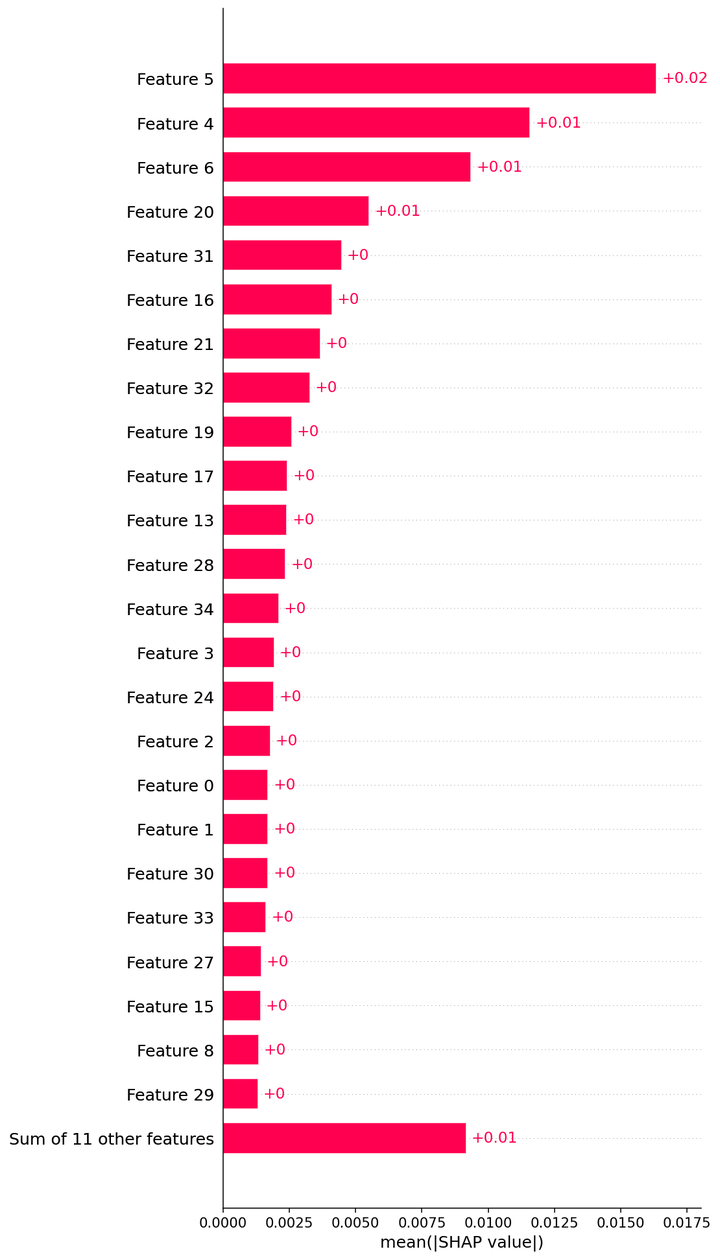 Feature 5 +0.02
Feature 4 +0.01
Feature 6 +0.01
Feature 20 +0.01
Feature 31 +0
Feature 16 +0
Feature 21 +0
Feature 32 +0
Feature 19 +0
Feature 17 +0
Feature 13 +0
Feature 28 +0
Feature 34 +0
Feature 3 +0
Feature 24 +0
Feature 2 +0
Feature 0 +0
Feature 1 +0
Feature 30 +0
Feature 33 +0
Feature 27 +0
Feature 15 +0
Feature 8 +0
Feature 29 +0
Sum of 11 other features +0.01
0.0000 0.0025 0.0050 0.0075 0.0100 0.0125 0.0150 0.0175
mean(|SHAP value|)